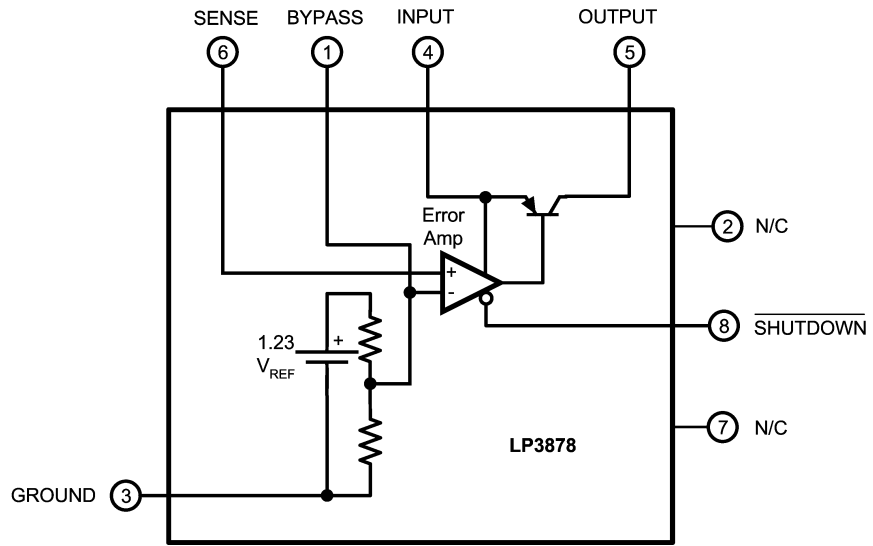 SENSE BYPASS INPUT OUTPUT
6 1 4 5
Error
Amp
2 N/C
+
-
8 SHUTDOWN
1.23 +
VREF
7 N/C
LP3878
GROUND 3